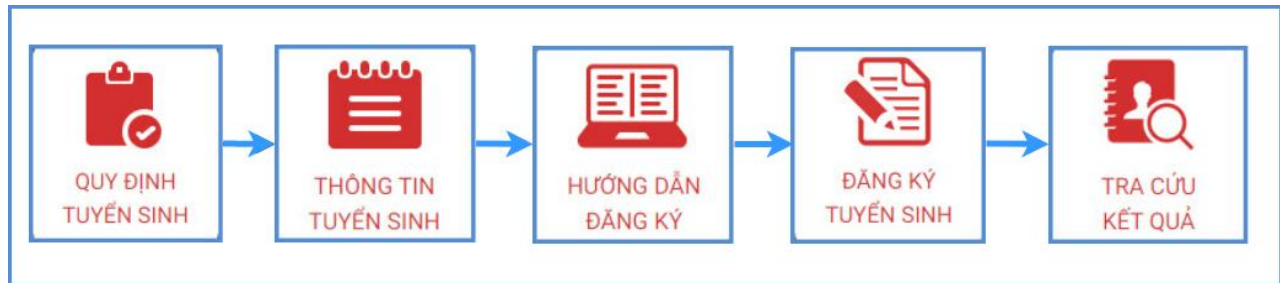 QUY ĐỊNH
TUYỂN SINH
THÔNG TIN
TUYỂN SINH
HƯỚNG DẪN
ĐĂNG KÝ
ĐĂNG KÝ
TUYỂN SINH
TRA CỨU
KẾT QUẢ